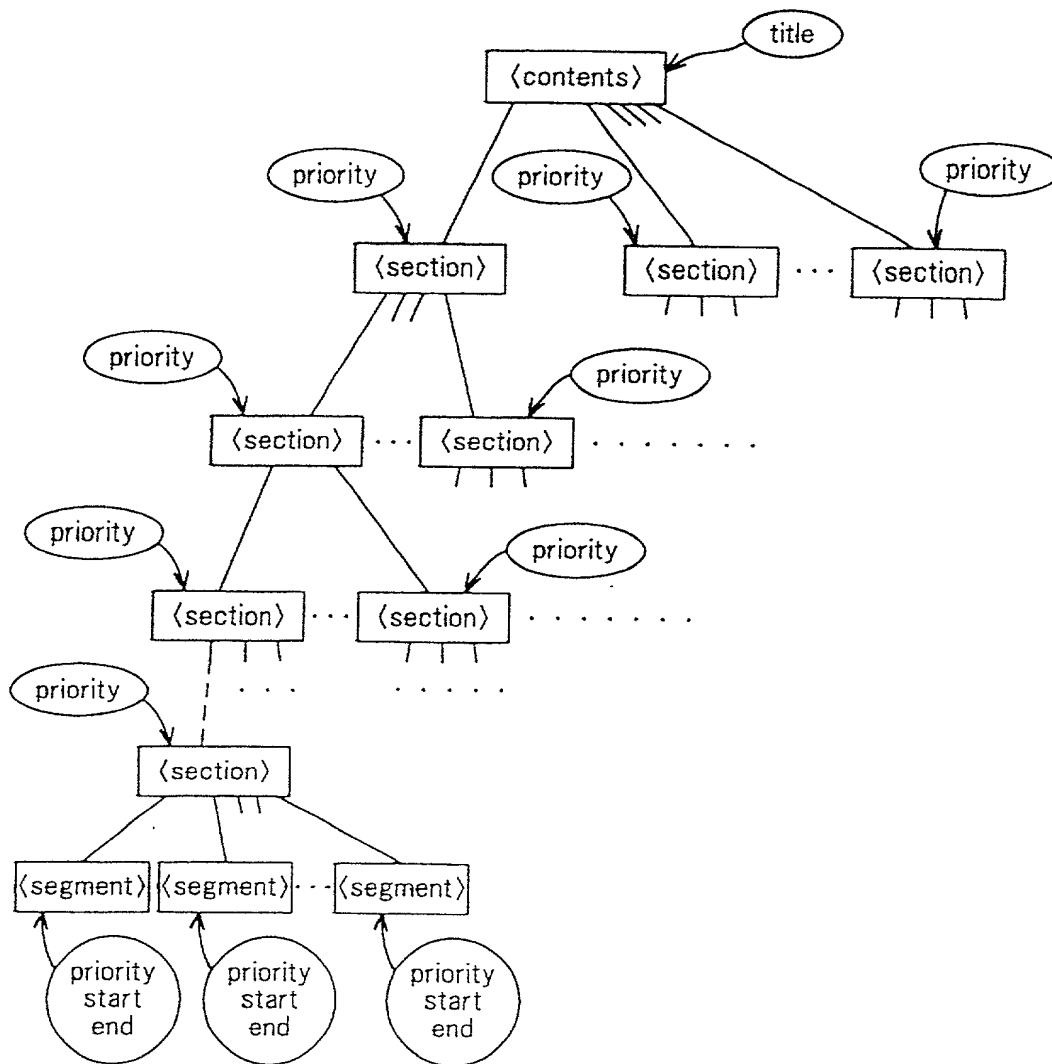 title
〈contents〉
priority
priority
priority
〈section〉
〈section〉
...
〈section〉
priority
priority
〈section〉
...
〈section〉
.......
priority
priority
〈section〉
...
〈section〉
.......
priority
....
.....
〈section〉
〈segment〉
〈segment〉
...
〈segment〉
priority
start
end
priority
start
end
priority
start
end